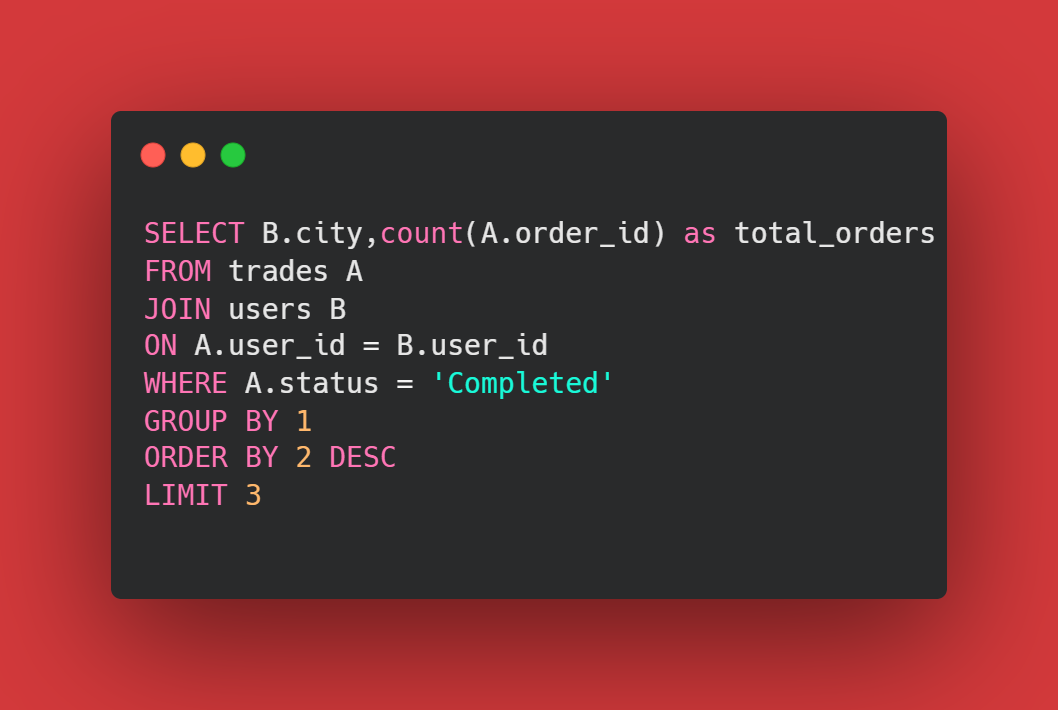 SELECT B.city,count(A.order_id) as total_orders
FROM trades A
JOIN users B
ON A.user_id = B.user_id
WHERE A.status = 'Completed'
GROUP BY 1
ORDER BY 2 DESC
LIMIT 3